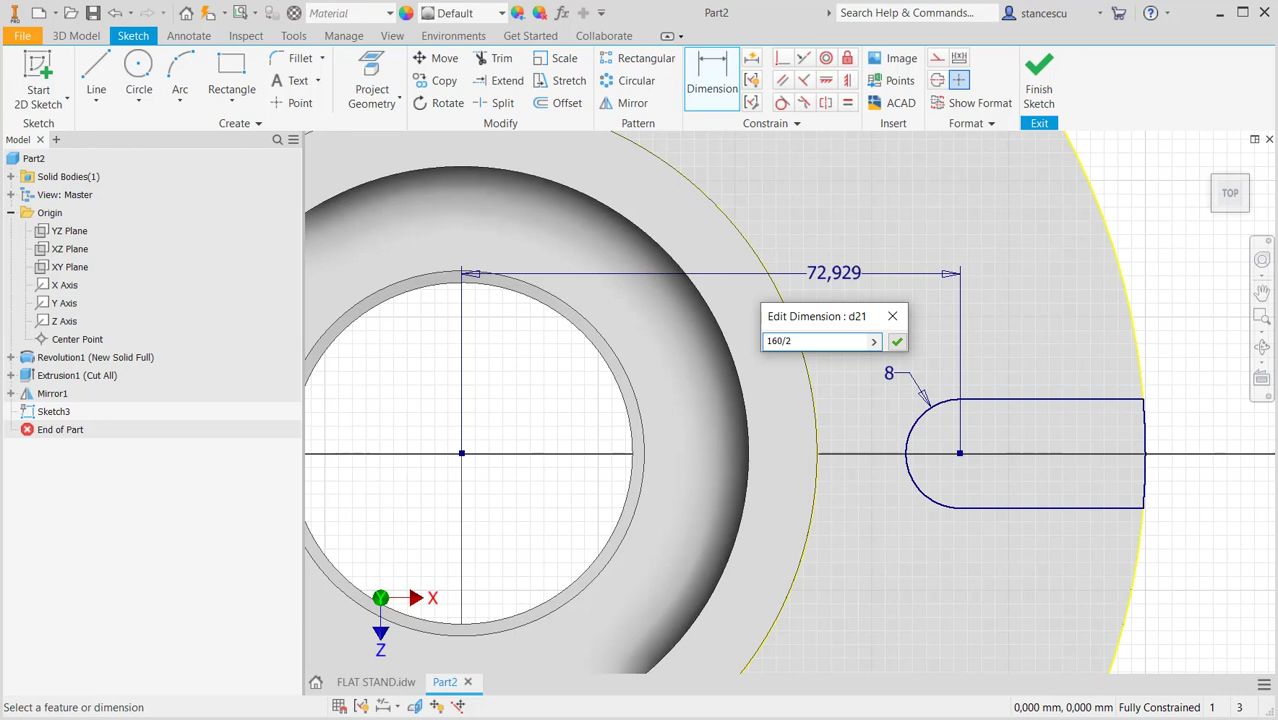 PRO
Material
Default
Part2
Search Help & Commands...
stancescu
File
3D Model
Sketch
Annotate
Inspect
Tools
Manage
View
Environments
Get Started
Collaborate
Start
2D Sketch
Line
Circle
Arc
Rectangle
Fillet
Text
Point
Project
Geometry
Move
Copy
Rotate
Trim
Extend
Split
Scale
Stretch
Offset
Rectangular
Circular
Mirror
Dimension
Image
Points
ACAD
Show Format
Finish
Sketch
Sketch
Create
Modify
Pattern
Constrain
Insert
Format
Exit
Model
Part2
Solid Bodies(1)
View: Master
Origin
YZ Plane
XZ Plane
XY Plane
X Axis
Y Axis
Z Axis
Center Point
Revolution1 (New Solid Full)
Extrusion1 (Cut All)
Mirror1
Sketch3
End of Part
TOP
72,929
Edit Dimension : d21
160/2
8
Y
X
Z
FLAT STAND.idw
Part2
Select a feature or dimension
0,000 mm, 0,000 mm
Fully Constrained
1
3